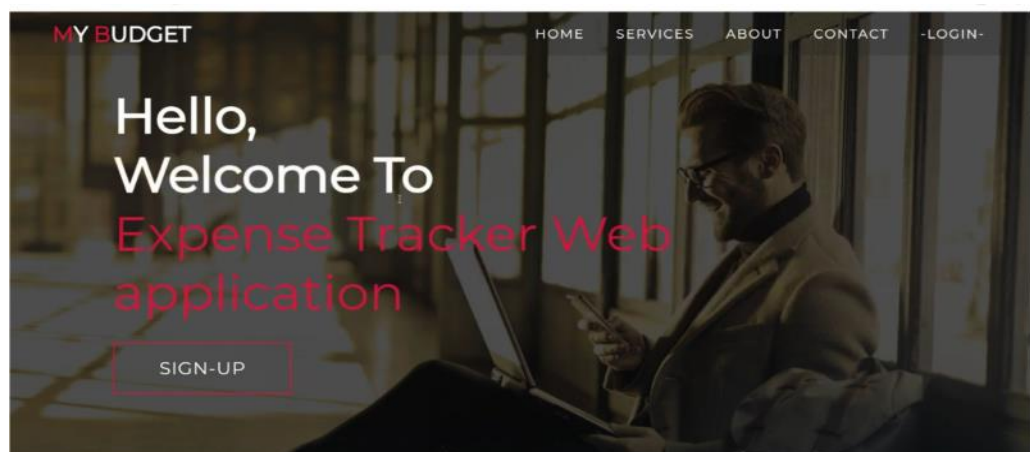 MY BUDGET
HOME SERVICES ABOUT CONTACT -LOGIN-
Hello,
Welcome To
Expense Tracker Web
application
SIGN-UP